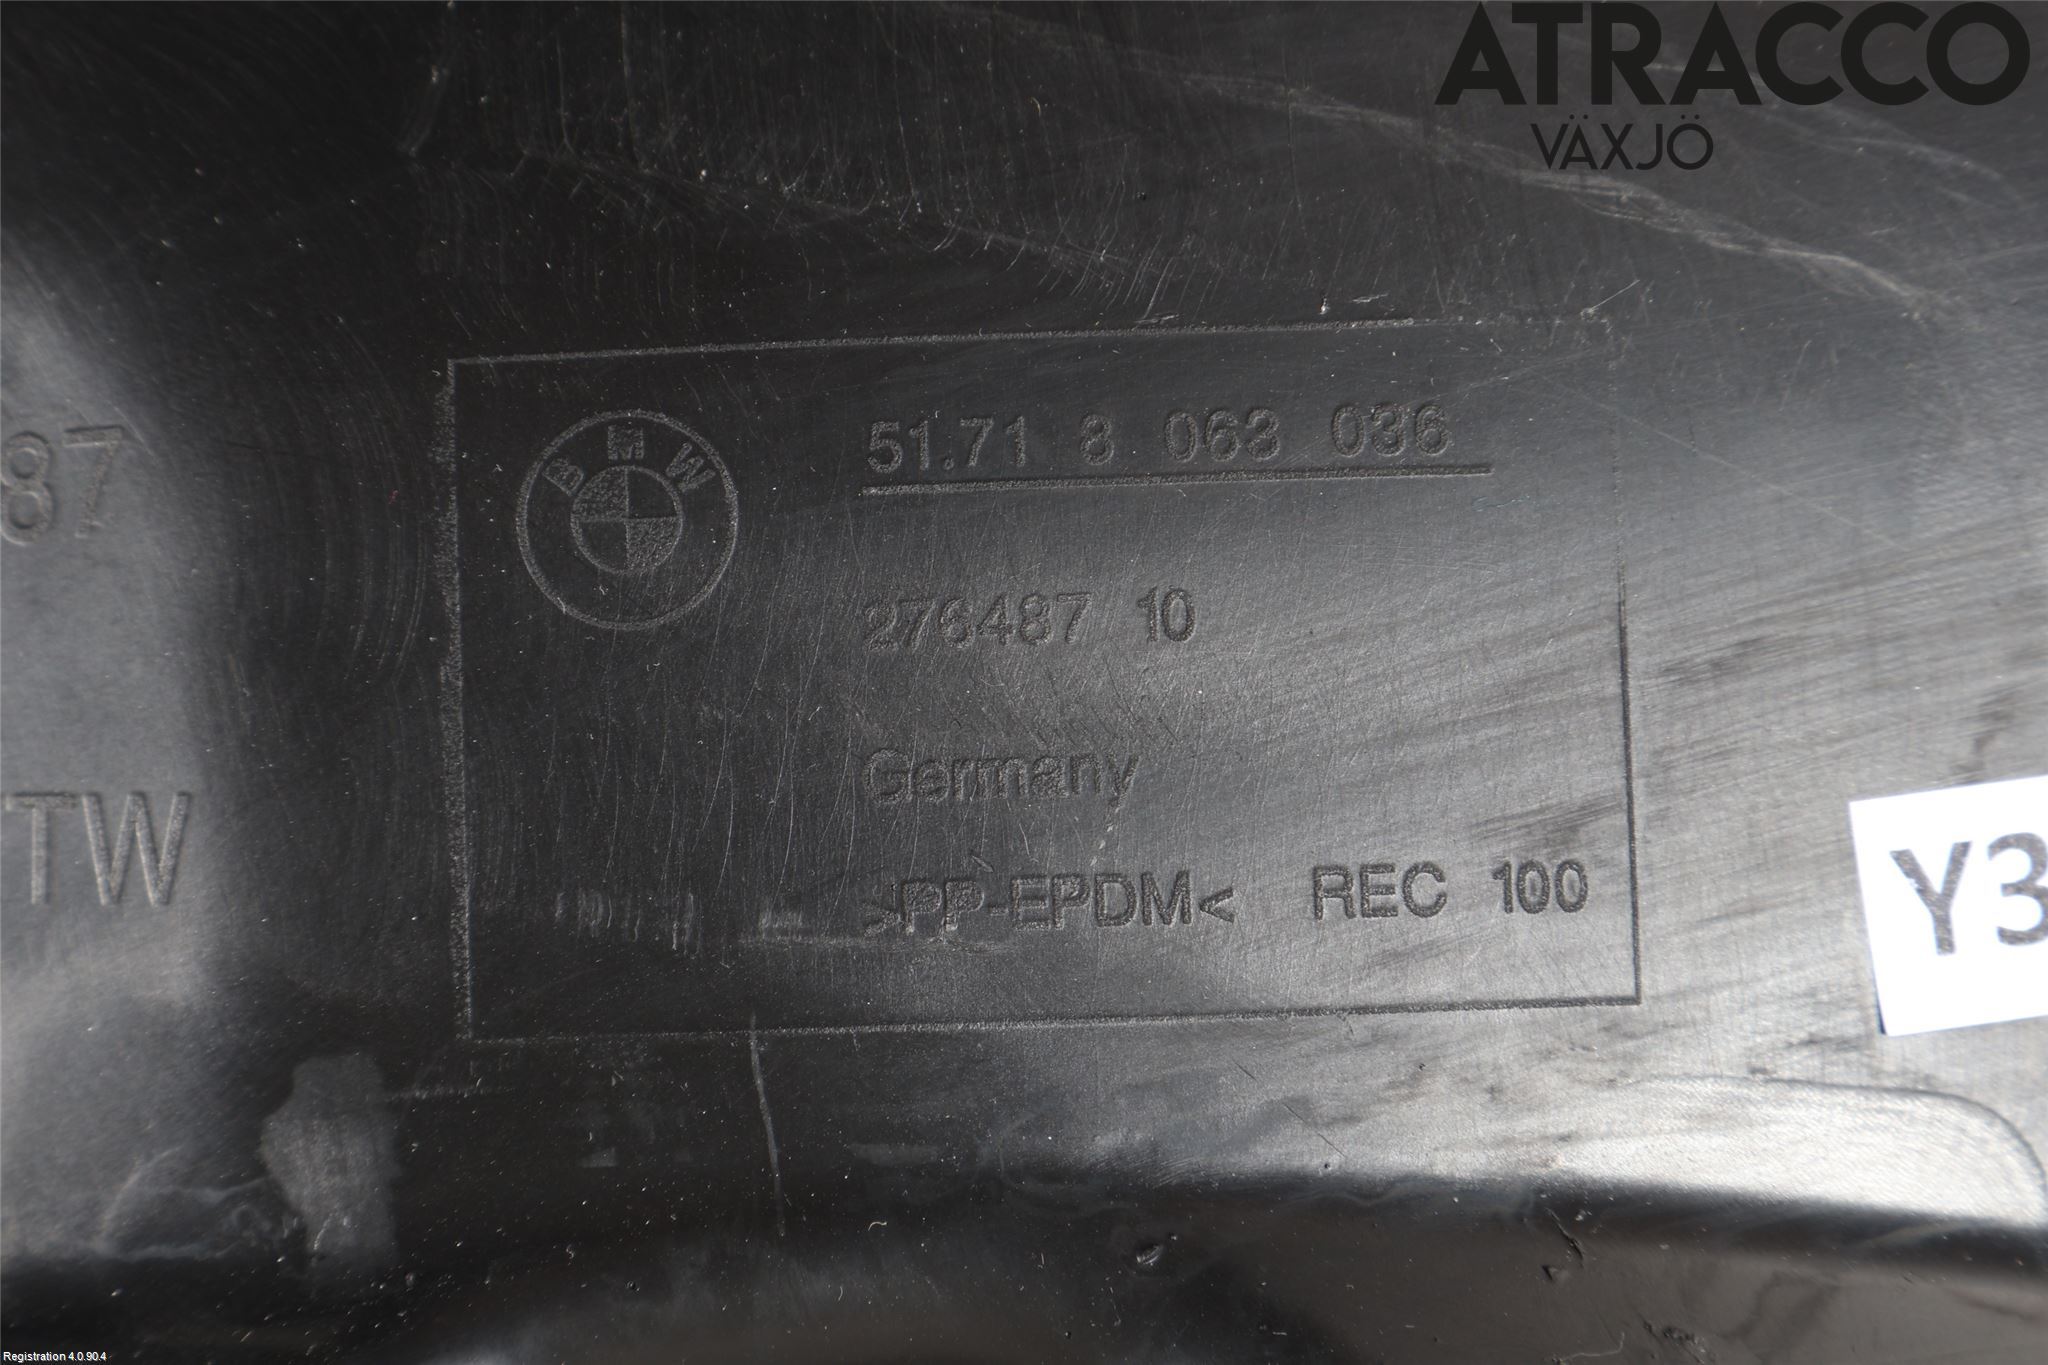 ATRACCO
VÄXJÖ
BMW
51.71 8 063 036
87
276487 10
Germany
TW
>PP-EPDM< REC 100
Y3
Registration 4.0.90.4